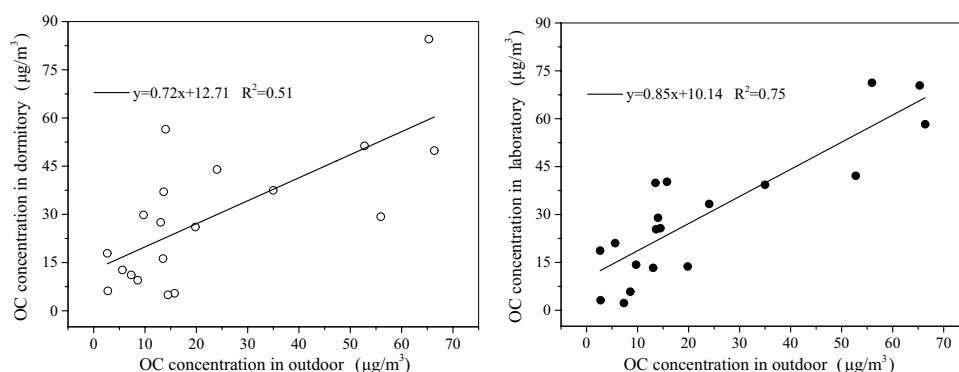 90
75
60
45
30
15
0
OC concentration in dormitory (μg/m³)
y=0.72x+12.71 R²=0.51
0 10 20 30 40 50 60 70
OC concentration in outdoor (μg/m³)
90
75
60
45
30
15
0
OC concentration in laboratory (μg/m³)
y=0.85x+10.14 R²=0.75
0 10 20 30 40 50 60 70
OC concentration in outdoor (μg/m³)